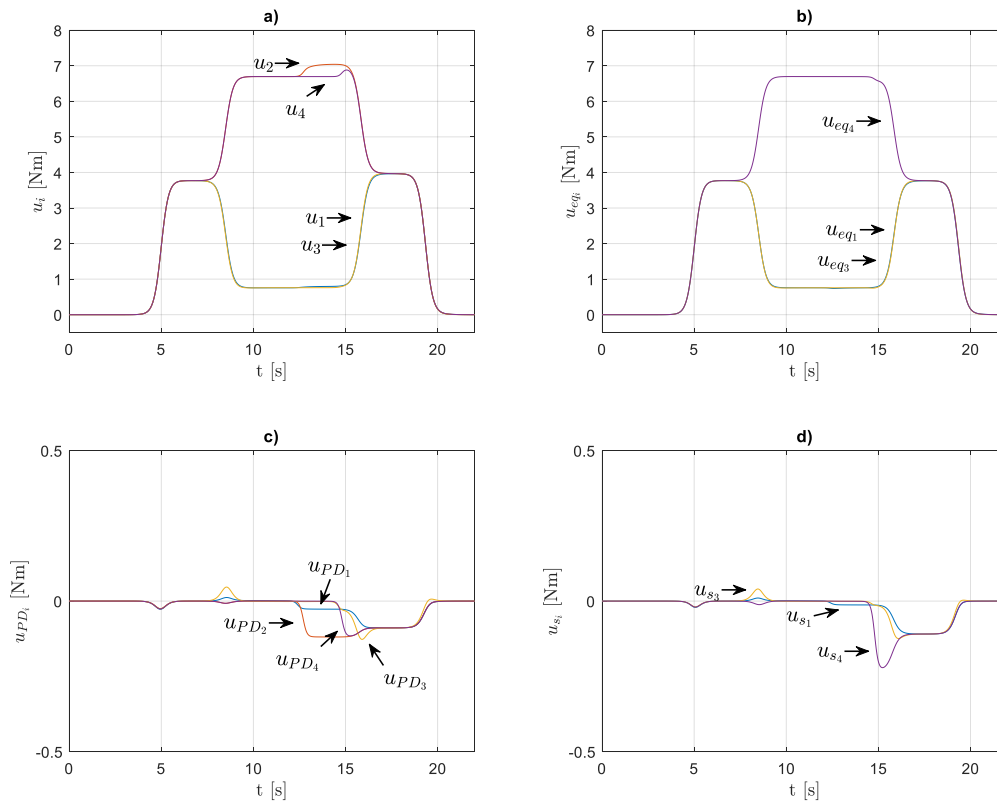 a)
8
7
6
5
4
3
2
1
0
u_i [Nm]
u_2
u_4
u_1
u_3
0 5 10 15 20
t [s]
b)
8
7
6
5
4
3
2
1
0
u_{eq_i} [Nm]
u_{eq_4}
u_{eq_1}
u_{eq_3}
0 5 10 15 20
t [s]
c)
0.5
0
-0.5
u_{PD_i} [Nm]
u_{PD_1}
u_{PD_2}
u_{PD_4}
u_{PD_3}
0 5 10 15 20
t [s]
d)
0.5
0
-0.5
u_{s_i} [Nm]
u_{s_3}
u_{s_1}
u_{s_4}
0 5 10 15 20
t [s]